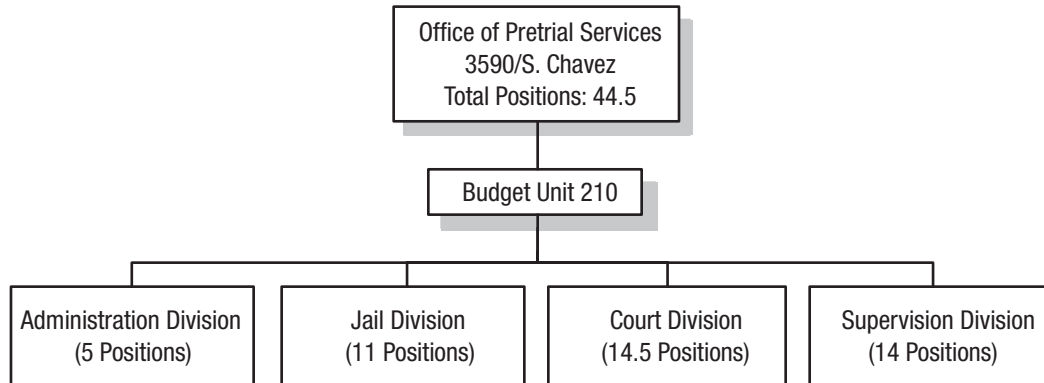 Office of Pretrial Services
3590/S. Chavez
Total Positions: 44.5
Budget Unit 210
Administration Division
(5 Positions)
Jail Division
(11 Positions)
Court Division
(14.5 Positions)
Supervision Division
(14 Positions)